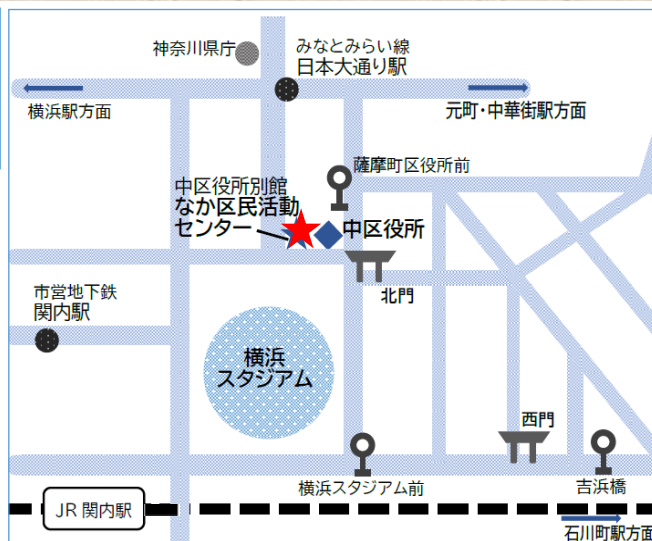 神奈川県庁
みなとみらい線
日本大通り駅
横浜駅方面
元町・中華街駅方面
薩摩町区役所前
中区役所別館
なか区民活動
センター
中区役所
北門
市営地下鉄
関内駅
横浜
スタジアム
西門
横浜スタジアム前
吉浜橋
JR 関内駅
石川町駅方面